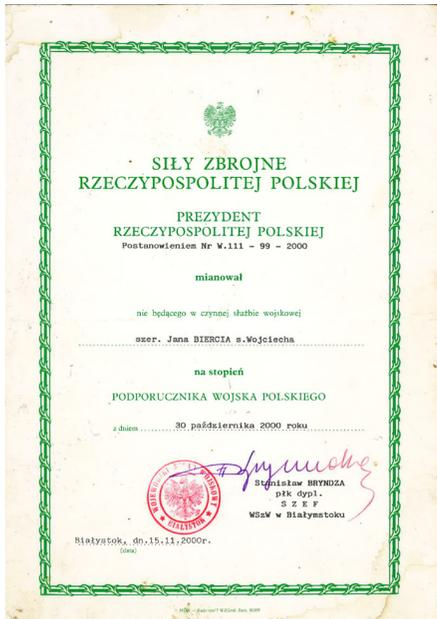 SIŁY ZBROJNE
RZECZYPOSPOLITEJ POLSKIEJ
PREZYDENT
RZECZYPOSPOLITEJ POLSKIEJ
Postanowieniem Nr W.111 - 99 - 2000
mianował
nie będącego w czynnej służbie wojskowej
szer. Jana BIERCIA s.Wojciecha
na stopień
PODPORUCZNIKA WOJSKA POLSKIEGO
z dniem 30 października 2000 roku
Stanisław BRYNDZA
płk dypl.
S Z E F
WSzW w Białymstoku
BIAŁYSTOK
Białystok, dn.15.11.2000r.
(data)